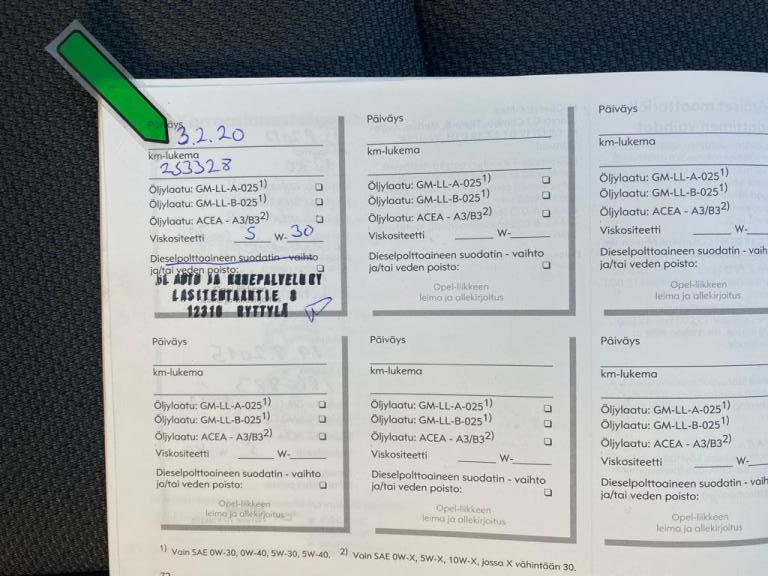 Päiväys
3.2.20
km-lukema
253328
Öljylaatu: GM-LL-A-025 1)
Öljylaatu: GM-LL-B-025 1)
Öljylaatu: ACEA - A3/B3 2)
Viskositeetti 5 W- 30
Dieselpolttoaineen suodatin - vaihto
ja/tai veden poisto:
AUTO JA KONEPALVELU OY
8
12310 RYTTYLÄ
Päiväys
km-lukema
Öljylaatu: GM-LL-A-025 1)
Öljylaatu: GM-LL-B-025 1)
Öljylaatu: ACEA - A3/B3 2)
Viskositeetti W-
Dieselpolttoaineen suodatin - vaihto
ja/tai veden poisto:
Opel-liikkeen
leima ja allekirjoitus
Päiväys
km-lukema
Öljylaatu: GM-LL-A-025 1)
Öljylaatu: GM-LL-B-025 1)
Öljylaatu: ACEA - A3/B3 2)
Viskositeetti W-
Dieselpolttoaineen suodatin - vaih
ja/tai veden poisto:
Opel-liikkeen
leima ja allekirjoitus
Päiväys
km-lukema
Öljylaatu: GM-LL-A-025 1)
Öljylaatu: GM-LL-B-025 1)
Öljylaatu: ACEA - A3/B3 2)
Viskositeetti W-
Dieselpolttoaineen suodatin - vaihto
ja/tai veden poisto:
Opel-liikkeen
leima ja allekirjoitus
Päiväys
km-lukema
Öljylaatu: GM-LL-A-025 1)
Öljylaatu: GM-LL-B-025 1)
Öljylaatu: ACEA - A3/B3 2)
Viskositeetti W-
Dieselpolttoaineen suodatin - vaihto
ja/tai veden poisto:
Opel-liikkeen
leima ja allekirjoitus
Päiväys
km-lukema
Öljylaatu: GM-LL-A-025 1)
Öljylaatu: GM-LL-B-025 1)
Öljylaatu: ACEA - A3/B3 2)
Viskositeetti W-
Dieselpolttoaineen suodatin - vaih
ja/tai veden poisto:
Opel-liikkeen
leima ja allekirjoitus
1) Vain SAE 0W-30, 0W-40, 5W-30, 5W-40. 2) Vain SAE 0W-X, 5W-X, 10W-X, jossa X vähintään 30.